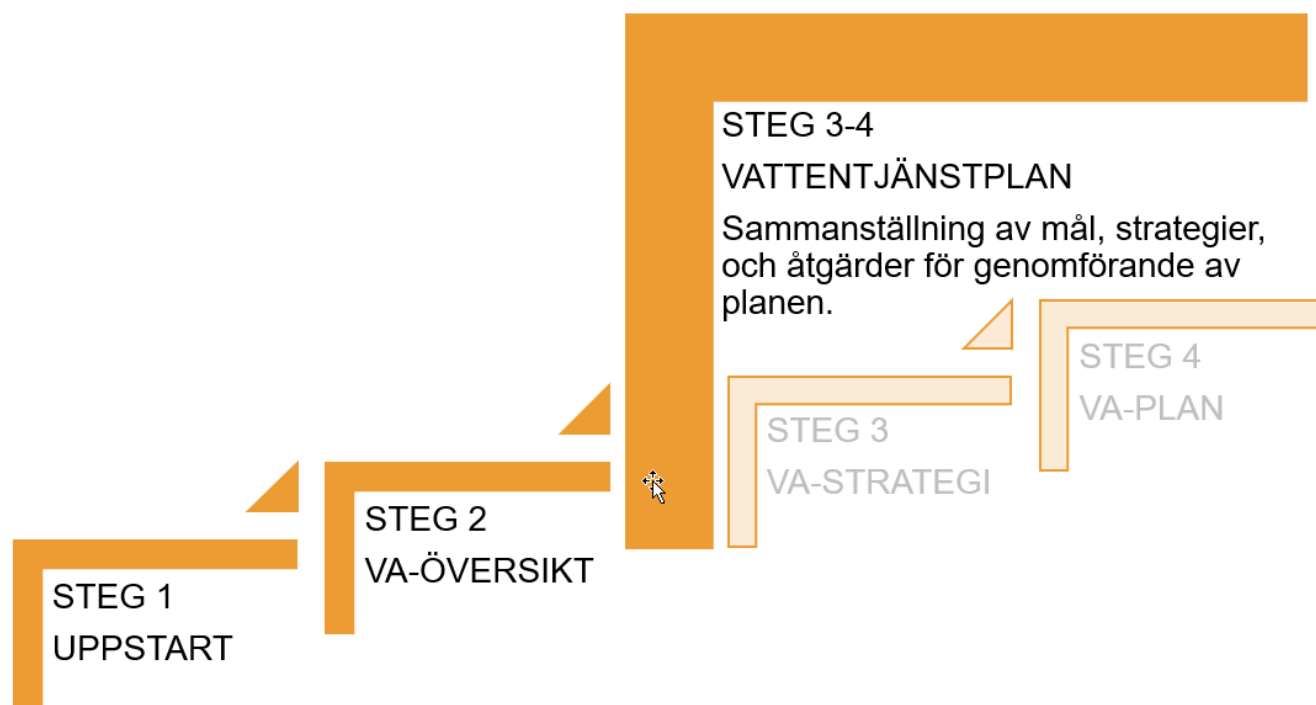 STEG 1
UPPSTART
STEG 2
VA-ÖVERSIKT
STEG 3-4
VATTENTJÄNSTPLAN
Sammanställning av mål, strategier,
och åtgärder för genomförande av
planen.
STEG 3
VA-STRATEGI
STEG 4
VA-PLAN